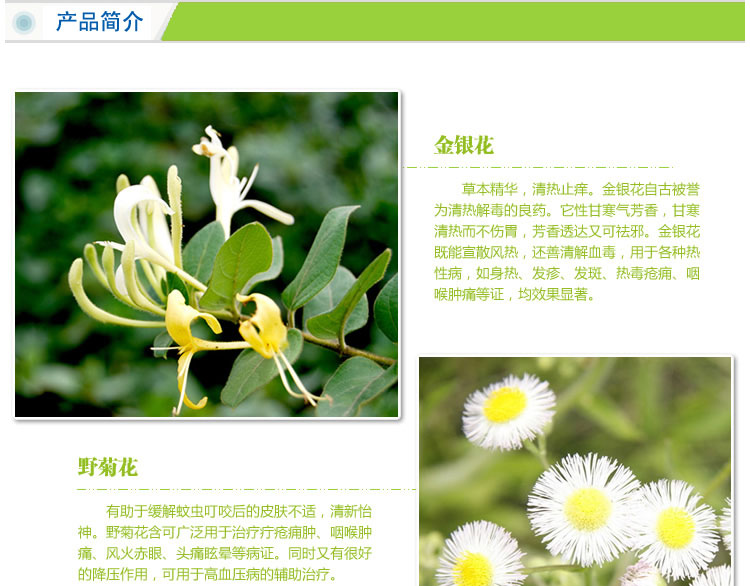 产品简介
金银花
草本精华，清热止痒。金银花自古被誉
为清热解毒的良药。它性甘寒气芳香，甘寒
清热而不伤胃，芳香透达又可祛邪。金银花
既能宣散风热，还善清解血毒，用于各种热
性病，如身热、发疹、发斑、热毒疮痈、咽
喉肿痛等证，均效果显著。
野菊花
有助于缓解蚊虫叮咬后的皮肤不适，清新怡
神。野菊花含可广泛用于治疗疔疮痈肿、咽喉肿
痛、风火赤眼、头痛眩晕等病证。同时又有很好
的降压作用，可用于高血压病的辅助治疗。